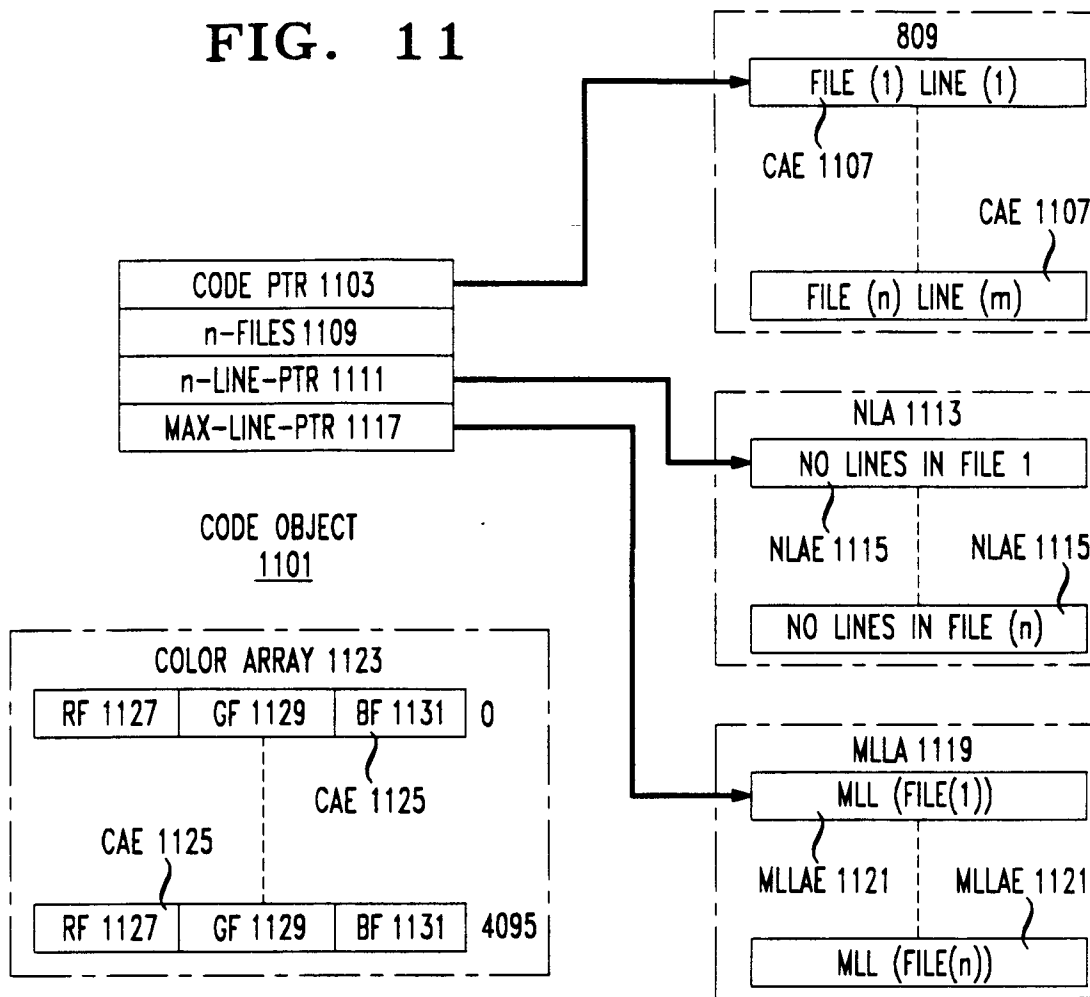 FIG. 11
809
FILE (1) LINE (1)
CAE 1107
CAE 1107
FILE (n) LINE (m)
CODE PTR 1103
n-FILES 1109
n-LINE-PTR 1111
MAX-LINE-PTR 1117
CODE OBJECT
1101
NLA 1113
NO LINES IN FILE 1
NLAE 1115
NLAE 1115
NO LINES IN FILE (n)
COLOR ARRAY 1123
RF 1127 GF 1129 BF 1131 0
CAE 1125
CAE 1125
RF 1127 GF 1129 BF 1131 4095
MLLA 1119
MLL (FILE(1))
MLLAE 1121
MLLAE 1121
MLL (FILE(n))